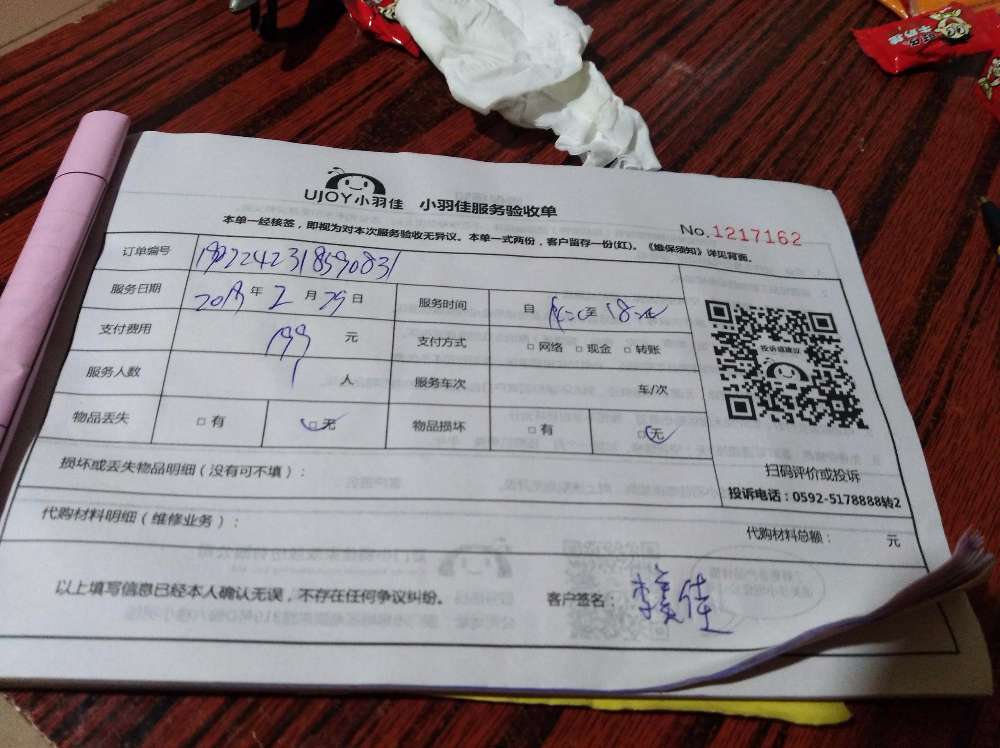 UJOY小羽佳 小羽佳服务验收单
本单一经核签，即视为对本次服务验收无异议。本单一式两份，客户留存一份(红)。《维保须知》详见背面。
No.1217162
订单编号
服务日期 年 2 月 29 日 服务时间 自 至
支付费用 199 元 支付方式 □网络 □现金 □转账
服务人数 1 人 服务车次 车/次
物品丢失 □有 □无 物品损坏 □有 □无
投诉或建议
扫码评价或投诉
投诉电话：0592-5178888转2
损坏或丢失物品明细（没有可不填）：
代购材料明细（维修业务）： 代购材料总额： 元
以上填写信息已经本人确认无误，不存在任何争议纠纷。 客户签名：